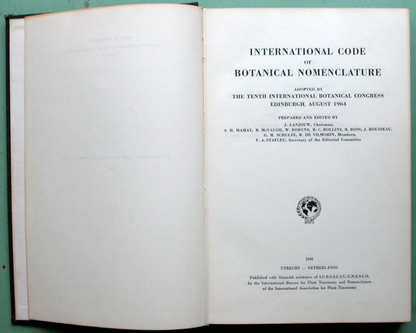 INTERNATIONAL CODE
OF
BOTANICAL NOMENCLATURE
ADOPTED BY
THE TENTH INTERNATIONAL BOTANICAL CONGRESS
EDINBURGH, AUGUST 1964
PREPARED AND EDITED BY
J. LANJOUW, Chairman,
S. H. MAMAY, R. McVAUGH, W. ROBYNS, R. C. ROLLINS, R. ROSS, J. ROUSSEAU,
G. M. SCHULZE, R. DE VILMORIN, Members,
F. A. STAFLEU, Secretary of the Editorial Committee
1966
UTRECHT — NETHERLANDS
Published with financial assistance of I.U.B.S./I.C.S.U./U.N.E.S.C.O.
by the International Bureau for Plant Taxonomy and Nomenclature
of the International Association for Plant Taxonomy